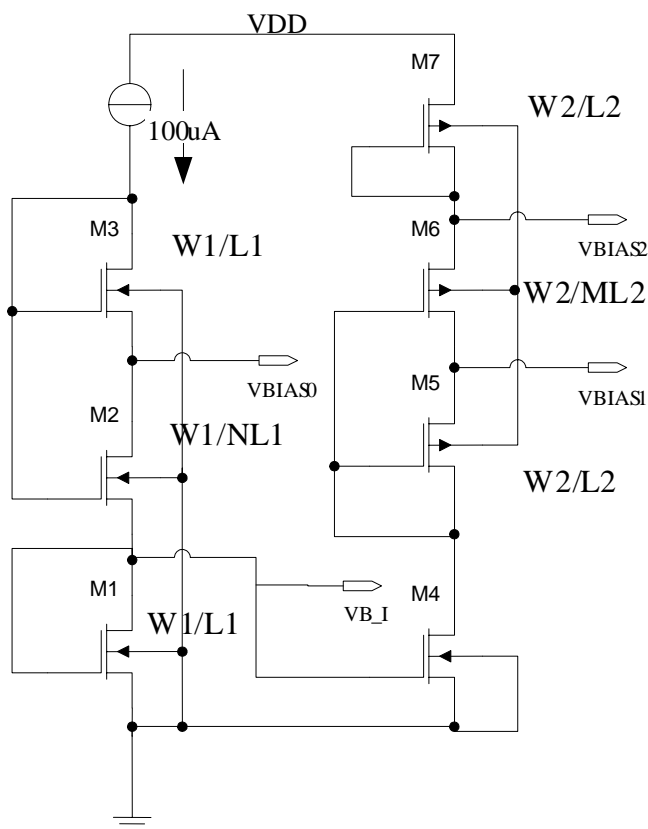 VDD
M7
W2/L2
100uA
M3
W1/L1
M6
VBIAS2
W2/ML2
VBIAS0
M5
VBIAS1
M2
W1/NL1
W2/L2
M1
VB_I
M4
W1/L1